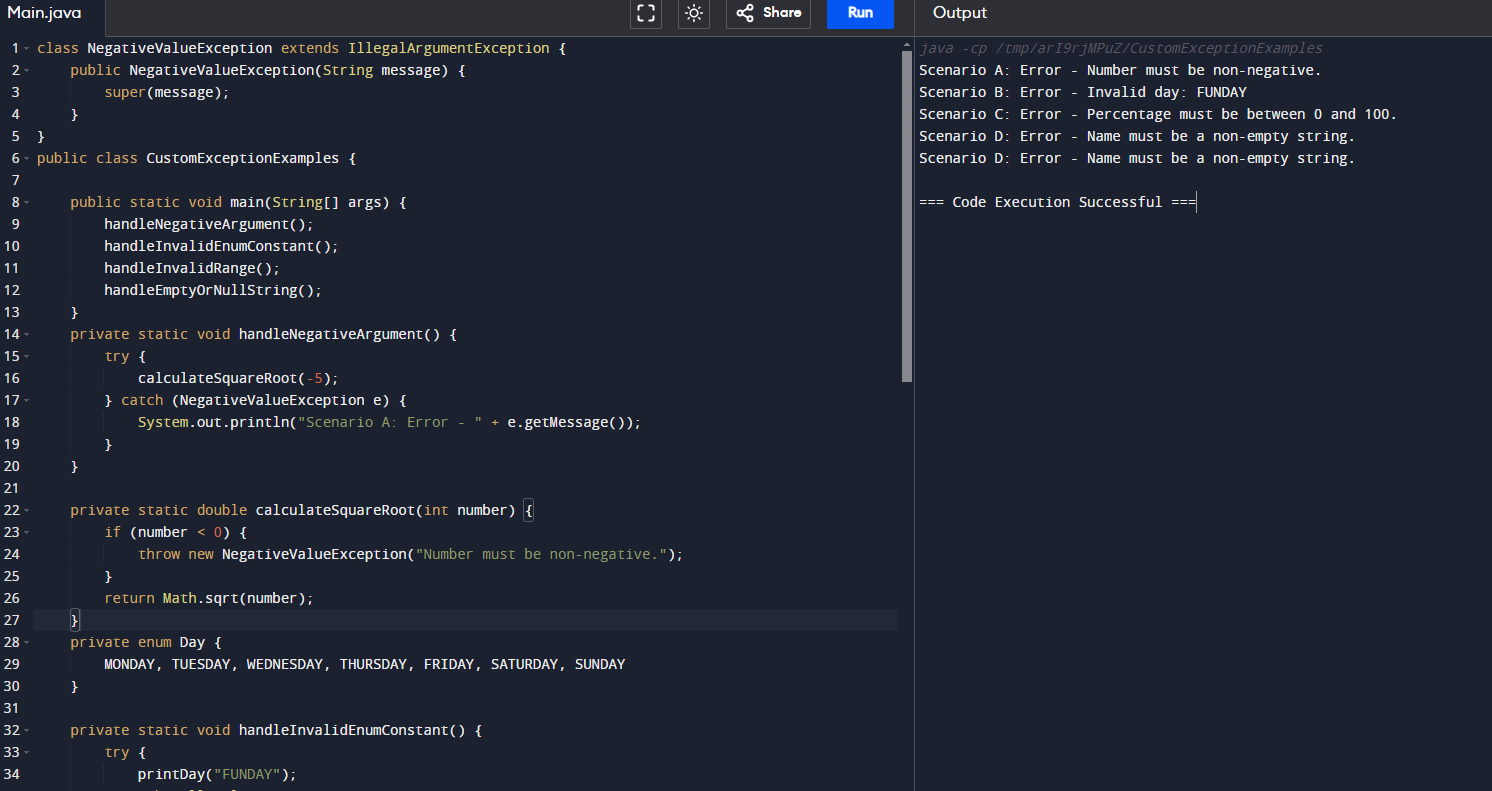 Main.java
Share
Run
Output
1 class NegativeValueException extends IllegalArgumentException {
2 public NegativeValueException(String message) {
3 super(message);
4 }
5 }
6 public class CustomExceptionExamples {
7
8 public static void main(String[] args) {
9 handleNegativeArgument();
10 handleInvalidEnumConstant();
11 handleInvalidRange();
12 handleEmptyOrNullString();
13 }
14 private static void handleNegativeArgument() {
15 try {
16 calculateSquareRoot(-5);
17 } catch (NegativeValueException e) {
18 System.out.println("Scenario A: Error - " + e.getMessage());
19 }
20 }
21
22 private static double calculateSquareRoot(int number) {
23 if (number < 0) {
24 throw new NegativeValueException("Number must be non-negative.");
25 }
26 return Math.sqrt(number);
27 }
28 private enum Day {
29 MONDAY, TUESDAY, WEDNESDAY, THURSDAY, FRIDAY, SATURDAY, SUNDAY
30 }
31
32 private static void handleInvalidEnumConstant() {
33 try {
34 printDay("FUNDAY");
java -cp /tmp/arI9rjMPuZ/CustomExceptionExamples
Scenario A: Error - Number must be non-negative.
Scenario B: Error - Invalid day: FUNDAY
Scenario C: Error - Percentage must be between 0 and 100.
Scenario D: Error - Name must be a non-empty string.
Scenario D: Error - Name must be a non-empty string.
=== Code Execution Successful ===